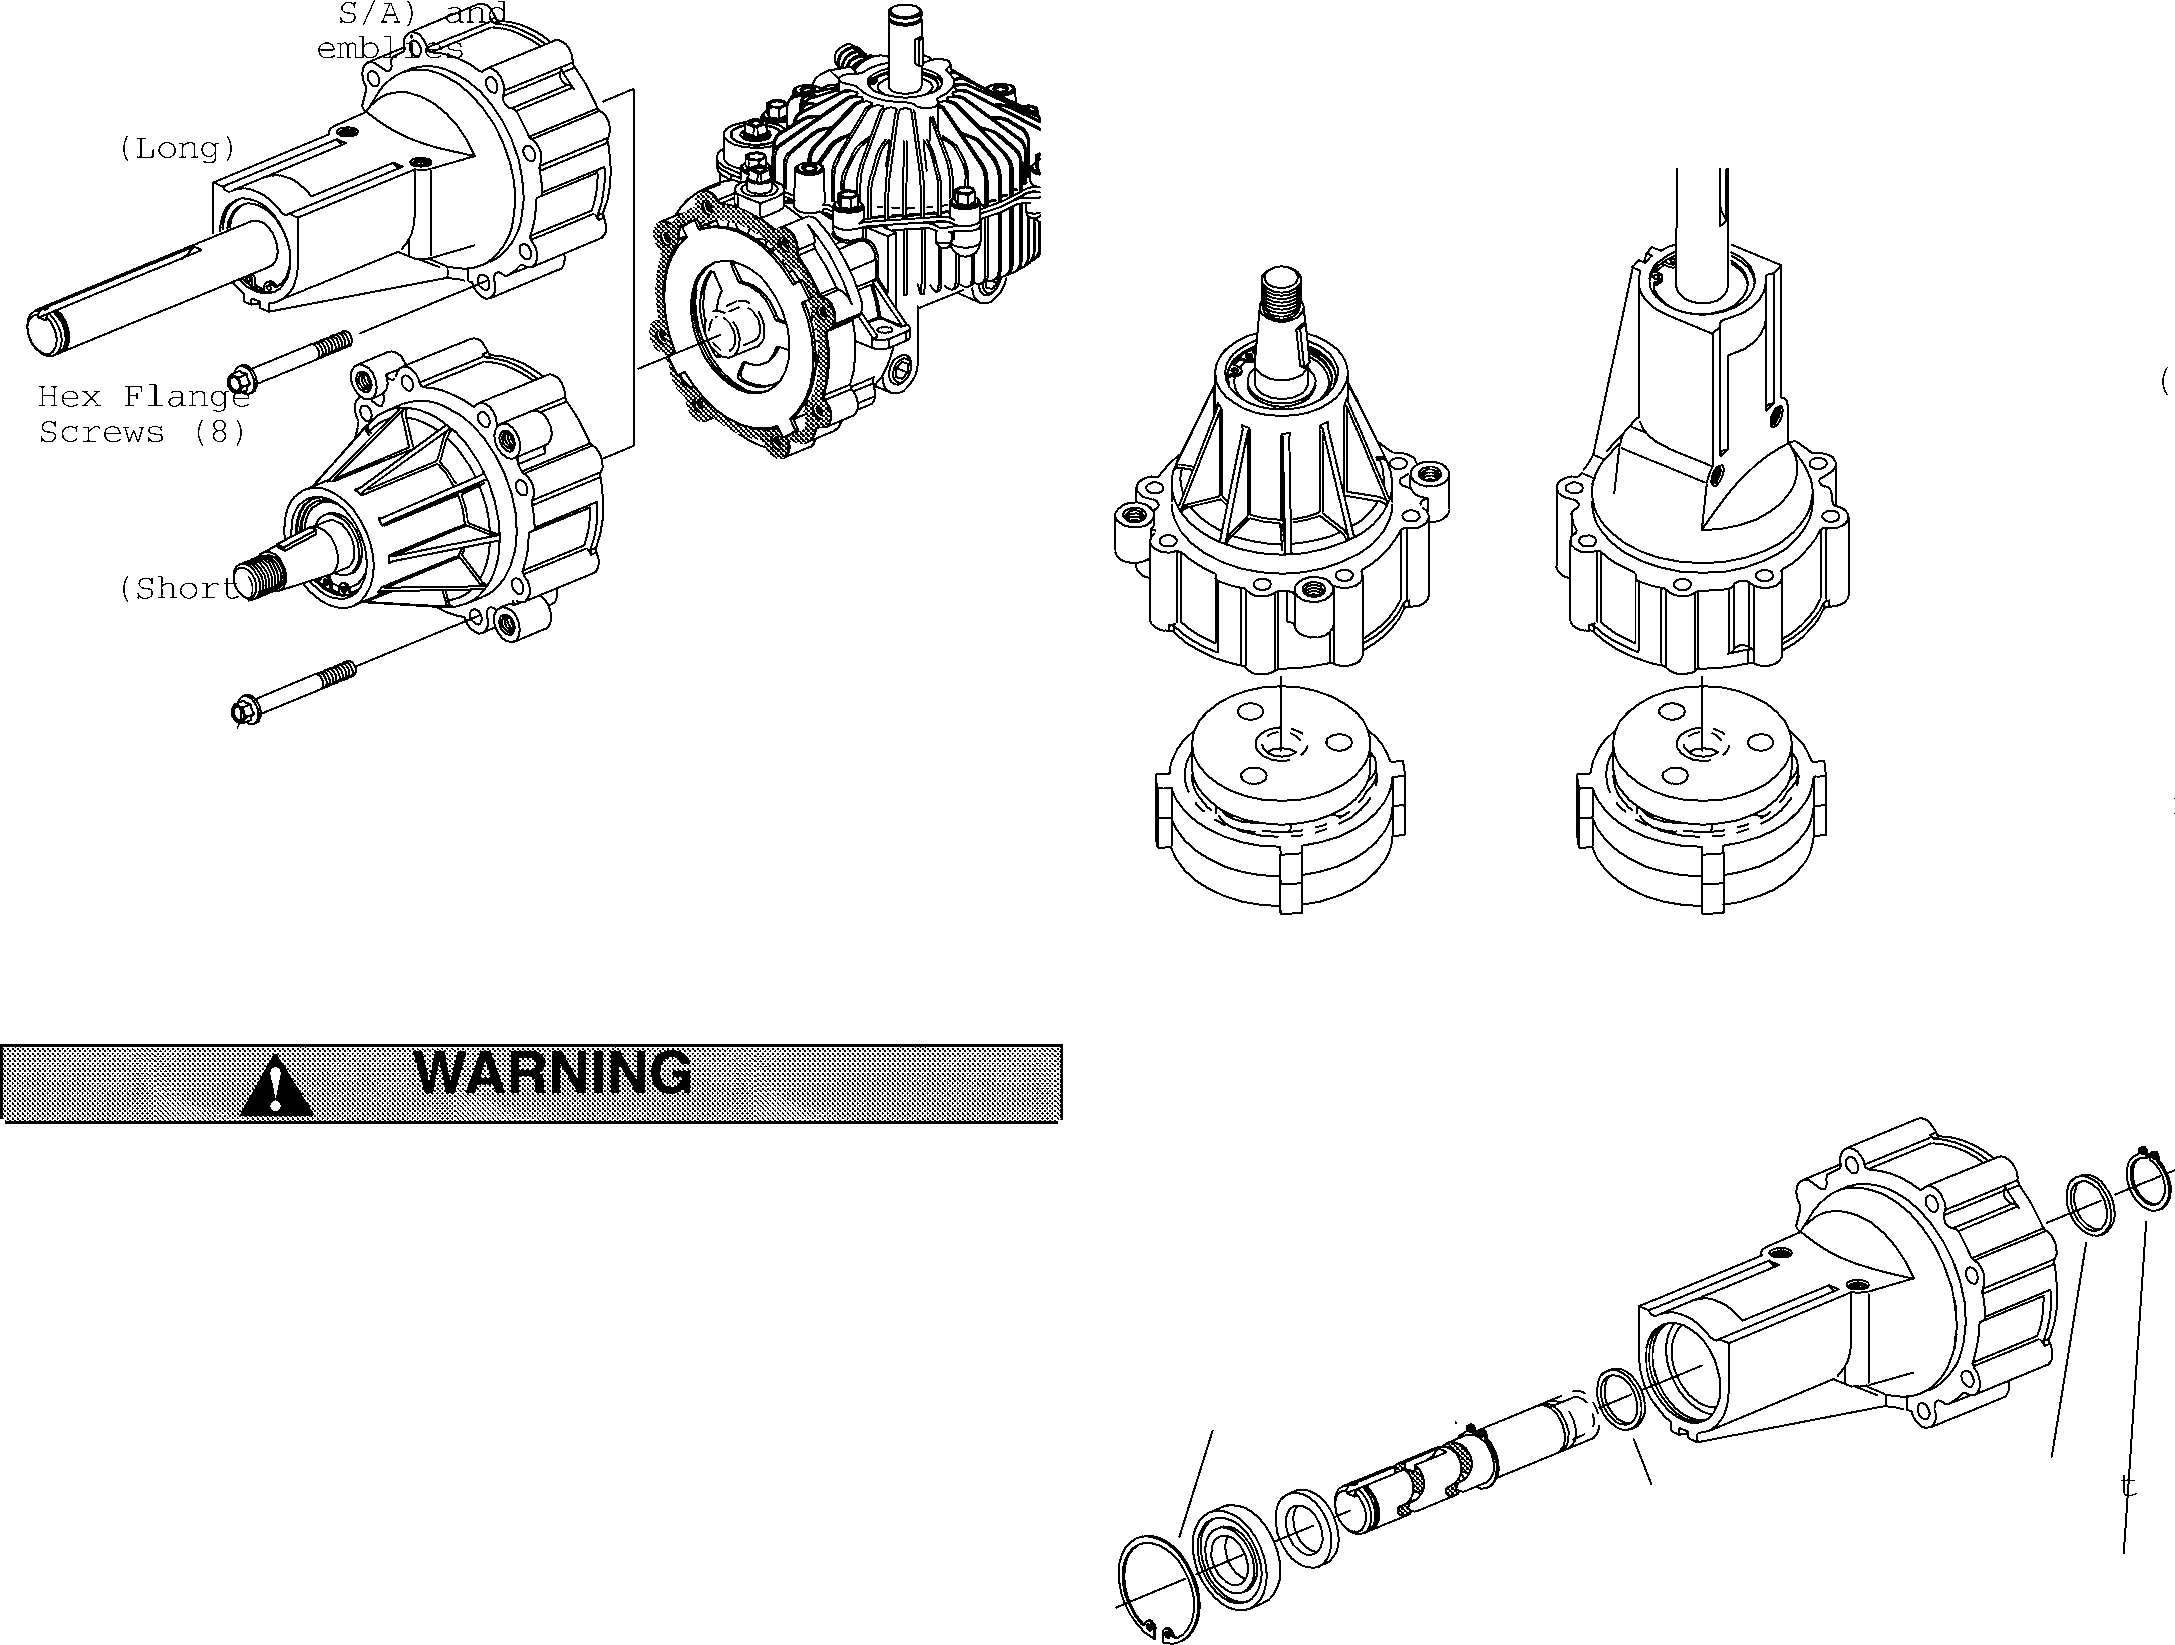 S/A) and
emblies
(Long)
Hex Flange
Screws (8)
(Short
(
WARNING
t